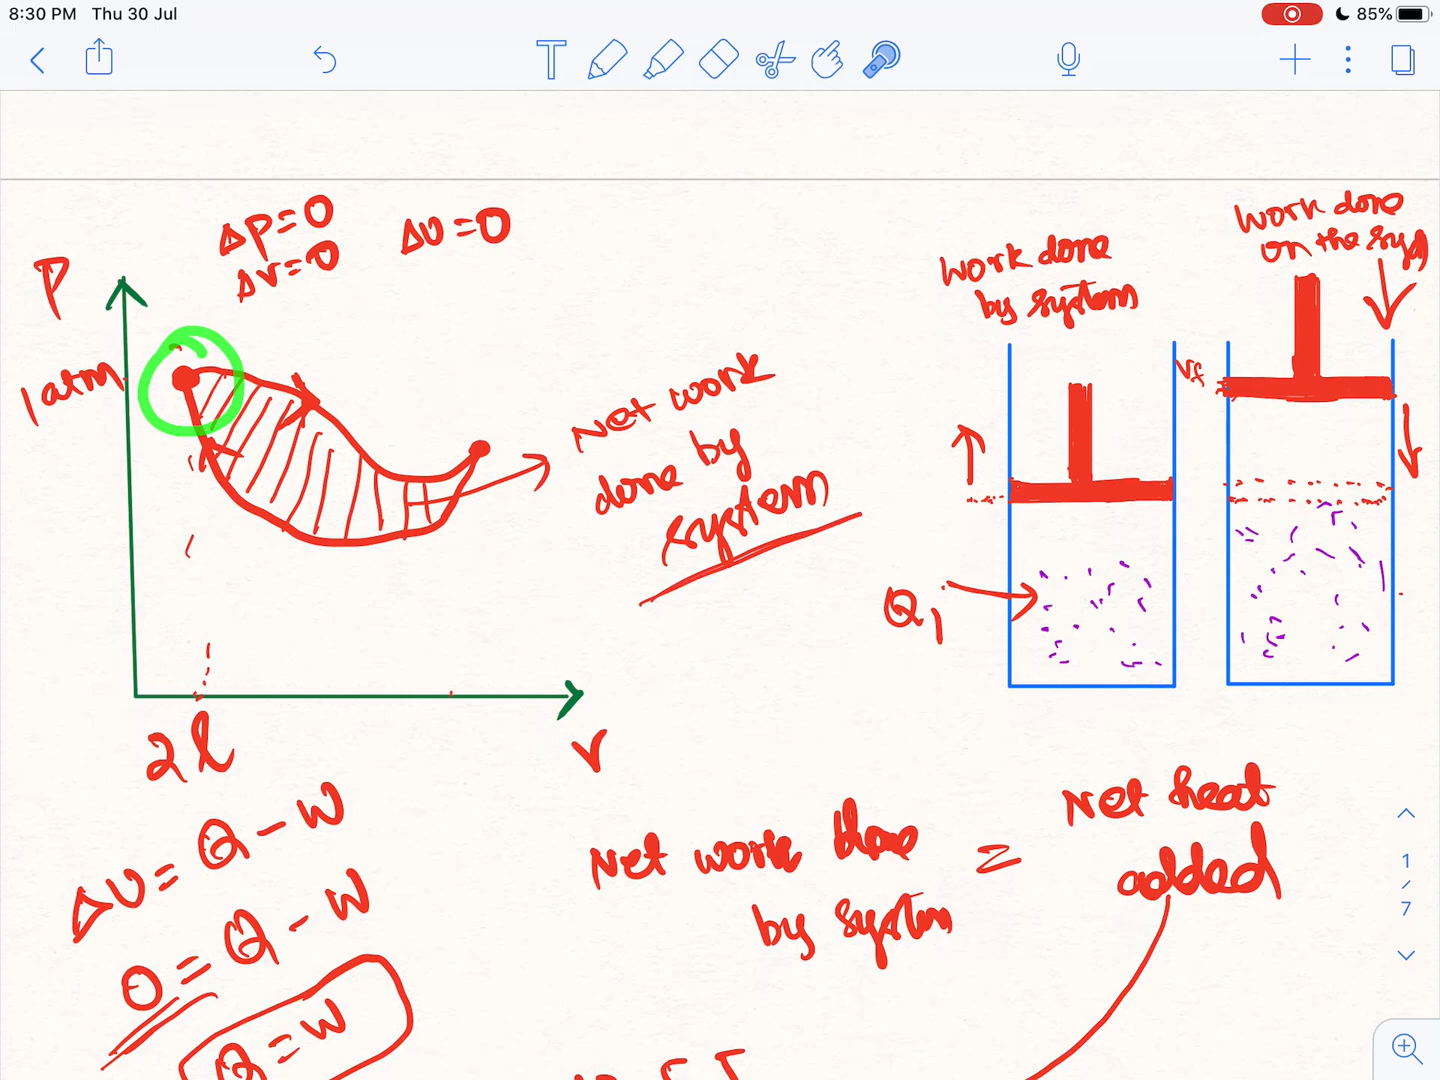 8:30 PM Thu 30 Jul
85%
T
ΔP=0
ΔV=0
ΔU=0
P
1 atm
Net work
done by
system
2l
V
work done
by system
work done
on the
Vf
Q1
ΔU= Q - W
0 = Q - W
Q = W
Net work done
by system
=
Net heat
added
1
/
7